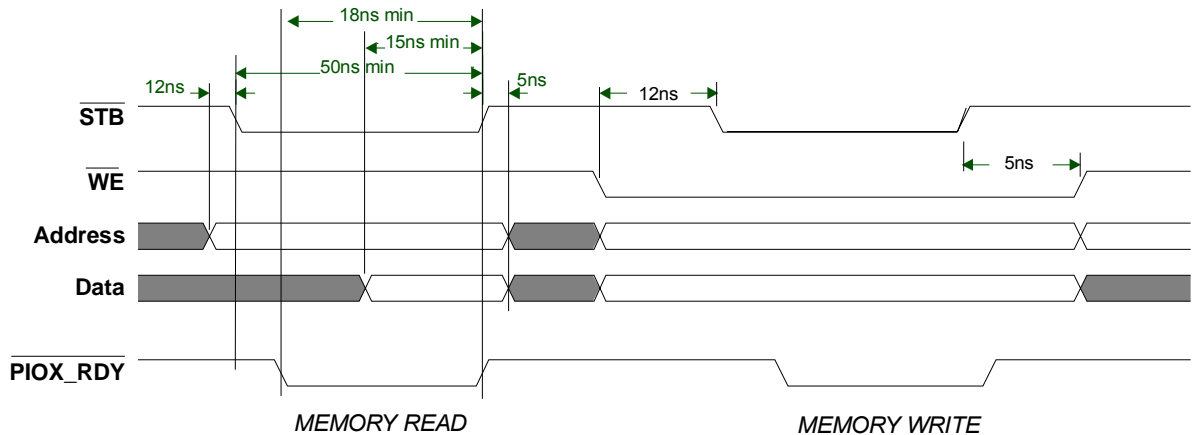 18ns min
15ns min
50ns min
12ns
5ns
12ns
STB
5ns
WE
Address
Data
PIOX_RDY
MEMORY READ
MEMORY WRITE